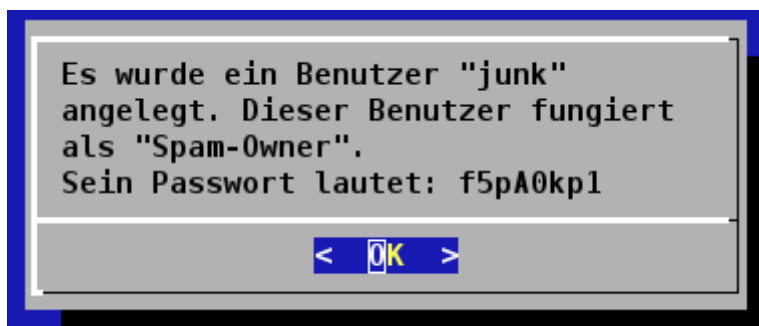 Es wurde ein Benutzer "junk"
angelegt. Dieser Benutzer fungiert
als "Spam-Owner".
Sein Passwort lautet: f5pA0kp1
< OK >